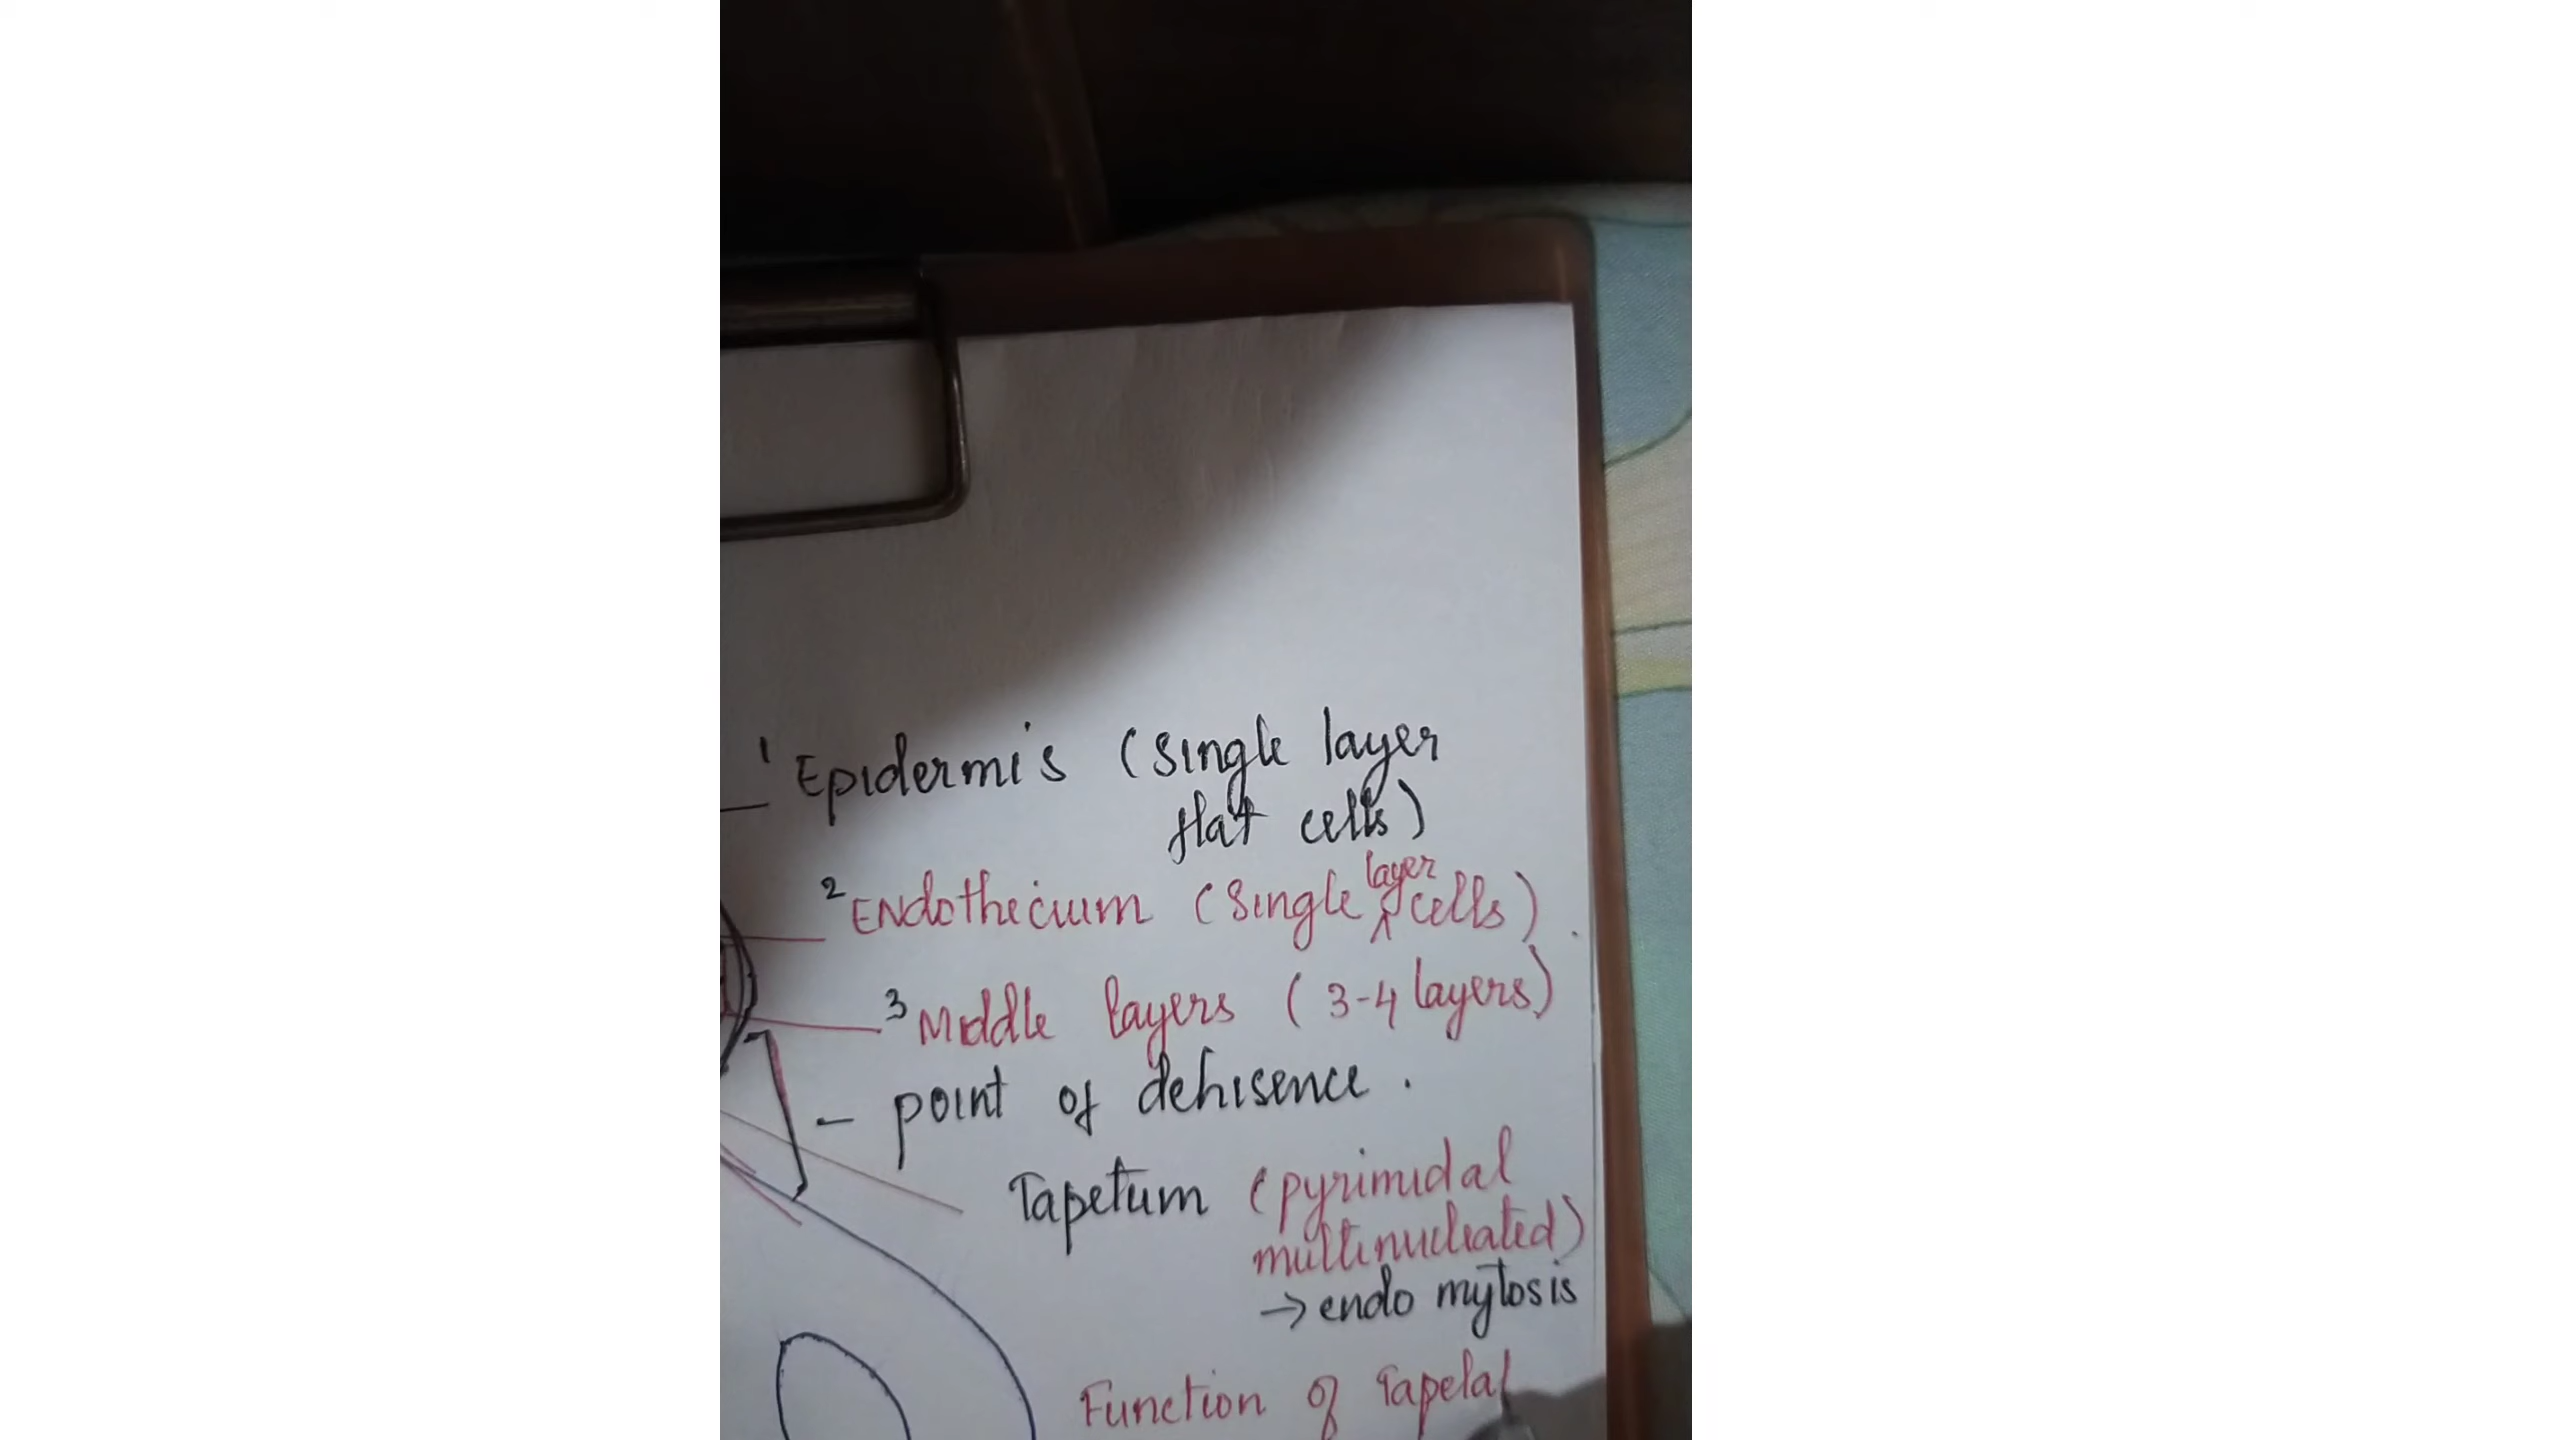 1 Epidermis (single layer
flat cells)
2 Endothecium (single layer cells).
3 Middle layers (3-4 layers)
- point of dehisence.
Tapetum (pyrimidal
multinucleated)
→ endo mytosis
Function of Tapetal